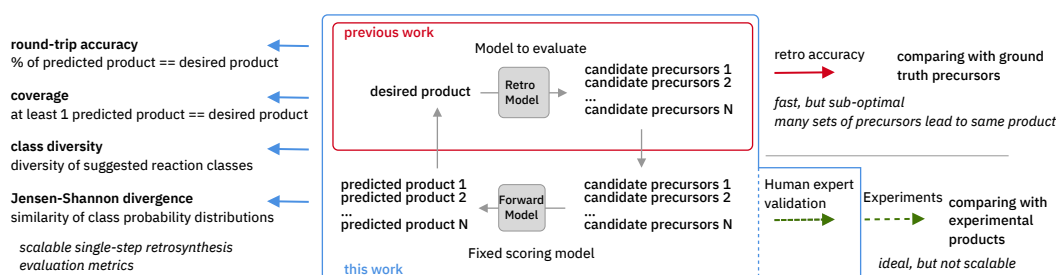 round-trip accuracy
% of predicted product == desired product
coverage
at least 1 predicted product == desired product
class diversity
diversity of suggested reaction classes
Jensen-Shannon divergence
similarity of class probability distributions
scalable single-step retrosynthesis
evaluation metrics
previous work
Model to evaluate
desired product
Retro
Model
candidate precursors 1
candidate precursors 2
...
candidate precursors N
predicted product 1
predicted product 2
...
predicted product N
Forward
Model
candidate precursors 1
candidate precursors 2
...
candidate precursors N
Fixed scoring model
this work
retro accuracy
comparing with ground
truth precursors
fast, but sub-optimal
many sets of precursors lead to same product
Human expert
validation
Experiments
comparing with
experimental
products
ideal, but not scalable